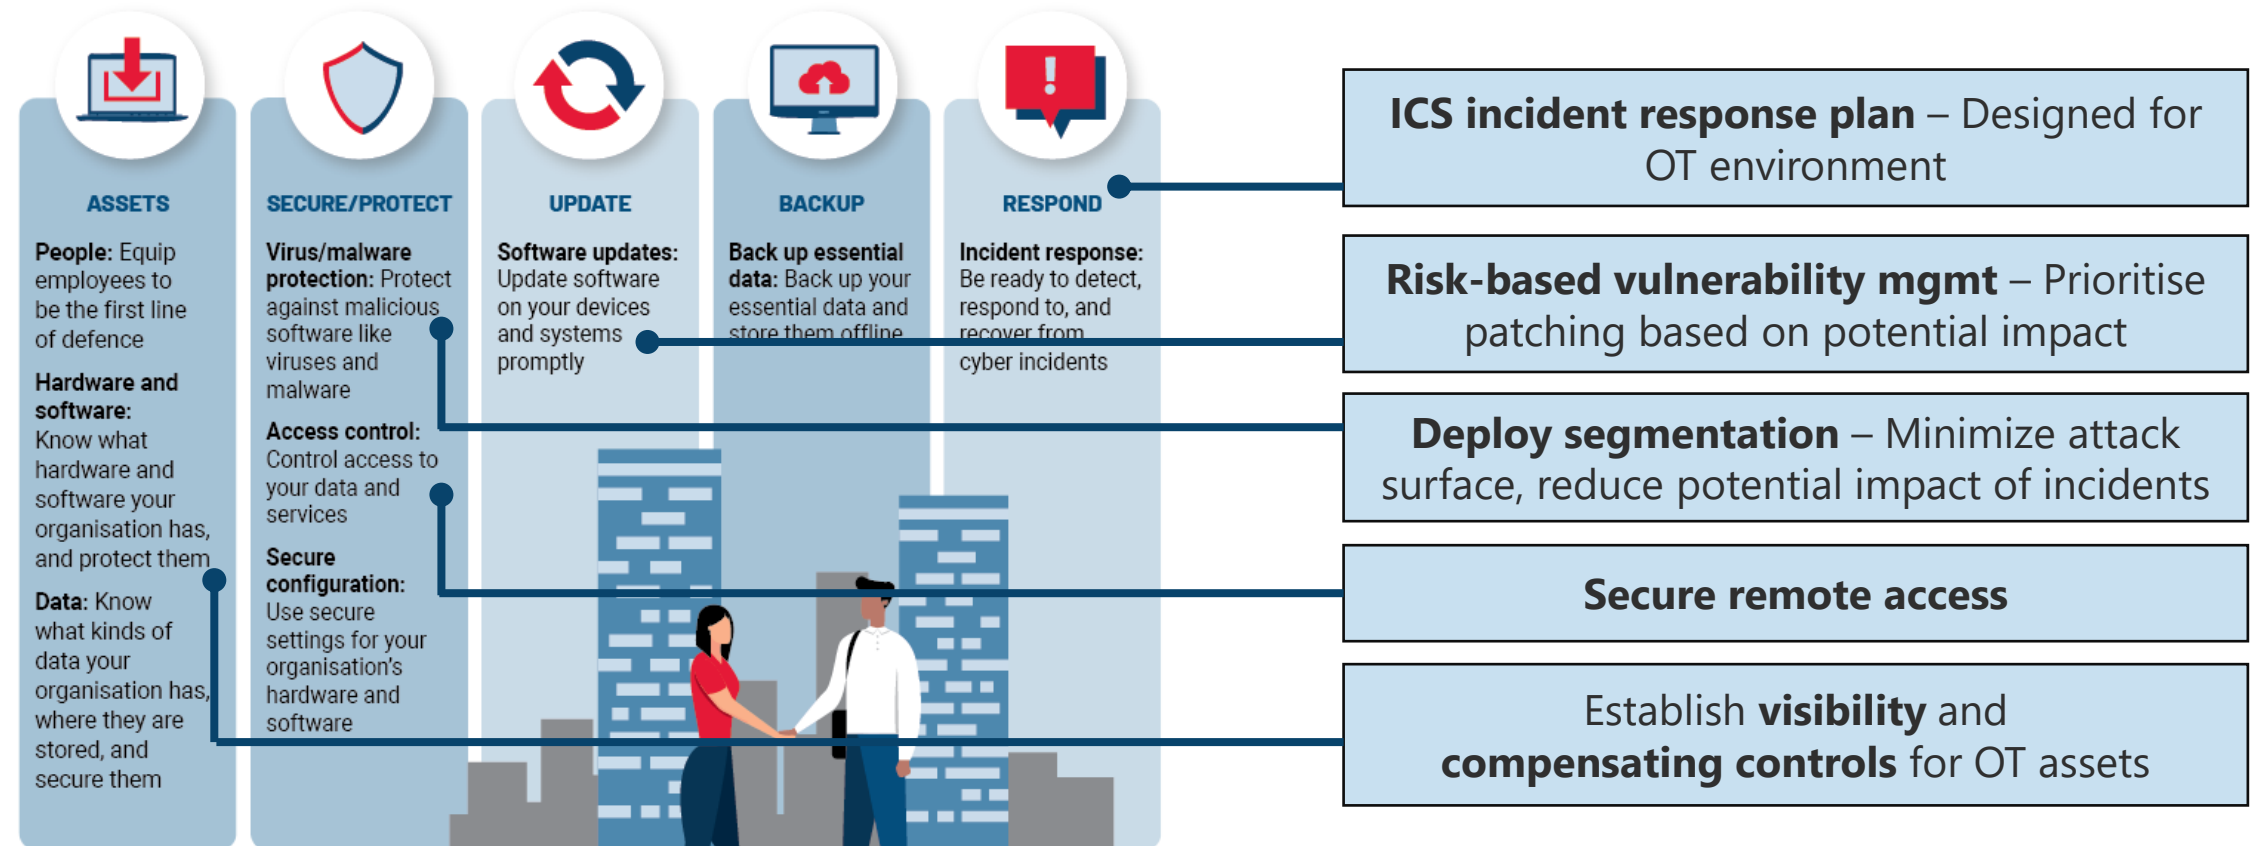 ASSETS
People: Equip
employees to
be the first line
of defence
Hardware and
software:
Know what
hardware and
software your
organisation has,
and protect them
Data: Know
what kinds of
data your
organisation has,
where they are
stored, and
secure them
SECURE/PROTECT
Virus/malware
protection: Protect
against malicious
software like
viruses and
malware
Access control:
Control access to
your data and
services
Secure
configuration:
Use secure
settings for your
organisation's
hardware and
software
UPDATE
Software updates:
Update software
on your devices
and systems
promptly
BACKUP
Back up essential
data: Back up your
essential data and
store them offline
RESPOND
Incident response:
Be ready to detect,
respond to, and
recover from
cyber incidents
ICS incident response plan – Designed for
OT environment
Risk-based vulnerability mgmt – Prioritise
patching based on potential impact
Deploy segmentation – Minimize attack
surface, reduce potential impact of incidents
Secure remote access
Establish visibility and
compensating controls for OT assets